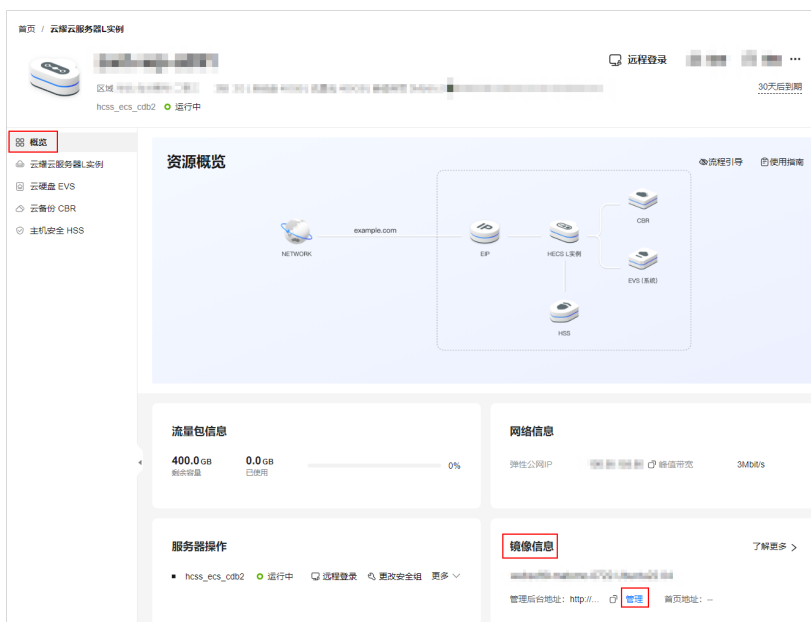 首页 / 云耀云服务器L实例
远程登录 ...
区域
30天后到期
hcss_ecs_cdb2 运行中
概览
云耀云服务器L实例
云硬盘 EVS
云备份 CBR
主机安全 HSS
资源概览
流程引导 使用指南
CBR
example.com
NETWORK EIP HECS L实例
EVS (系统)
HSS
流量包信息
400.0 GB 0.0 GB 0%
剩余容量 已使用
网络信息
弹性公网IP 峰值带宽 3Mbit/s
服务器操作
hcss_ecs_cdb2 运行中 远程登录 更改安全组 更多
镜像信息 了解更多
管理后台地址: http://... 管理 首页地址: --